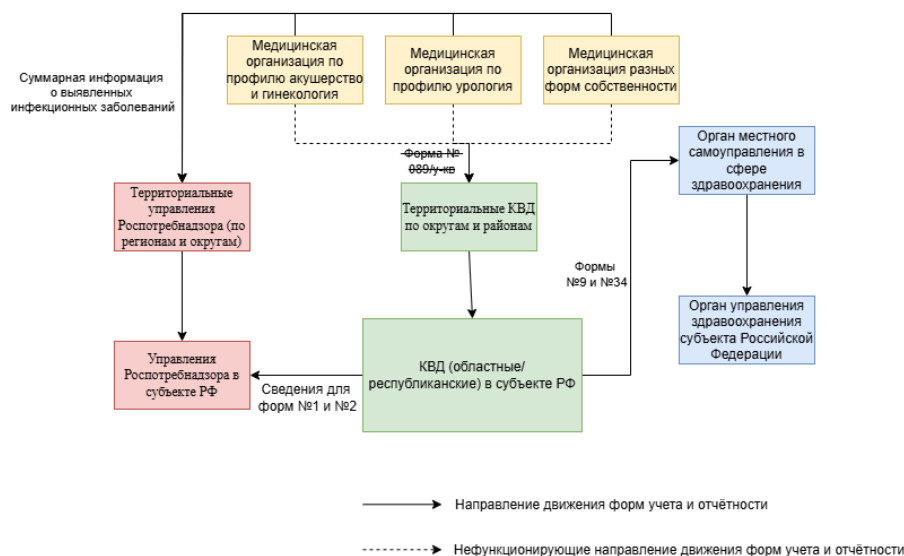 Медицинская
организация по
профилю акушерство
и гинекология
Медицинская
организация по
профилю урология
Медицинская
организация разных
форм собственности
Суммарная информация
о выявленных
инфекционных заболеваний
Форма №
089/у-кв
Орган местного
самоуправления в
сфере
здравоохранения
Территориальные
управления
Роспотребнадзора (по
регионам и округам)
Территориальные КВД
по округам и районам
Формы
№9 и №34
Орган управления
здравоохранения
субъекта Российской
Федерации
Управления
Роспотребнадзора в
субъекте РФ
Сведения для
форм №1 и №2
КВД (областные/
республиканские) в субъекте РФ
Направление движения форм учета и отчётности
Нефункционирующие направление движения форм учета и отчётности